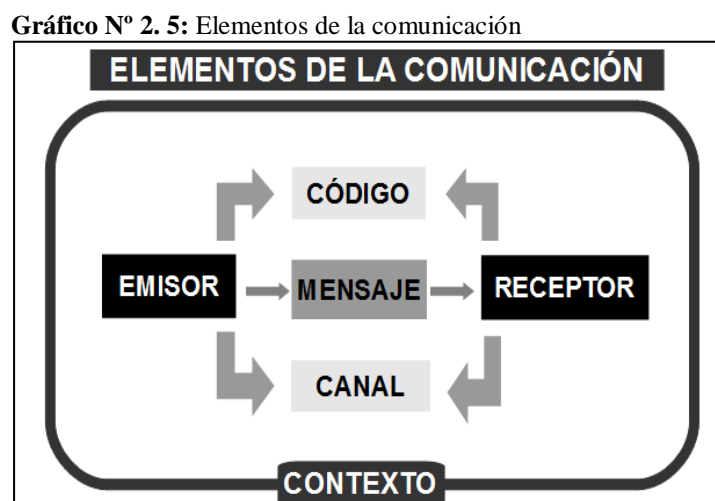 Gráfico Nº 2. 5: Elementos de la comunicación
ELEMENTOS DE LA COMUNICACIÓN
CÓDIGO
EMISOR MENSAJE RECEPTOR
CANAL
CONTEXTO